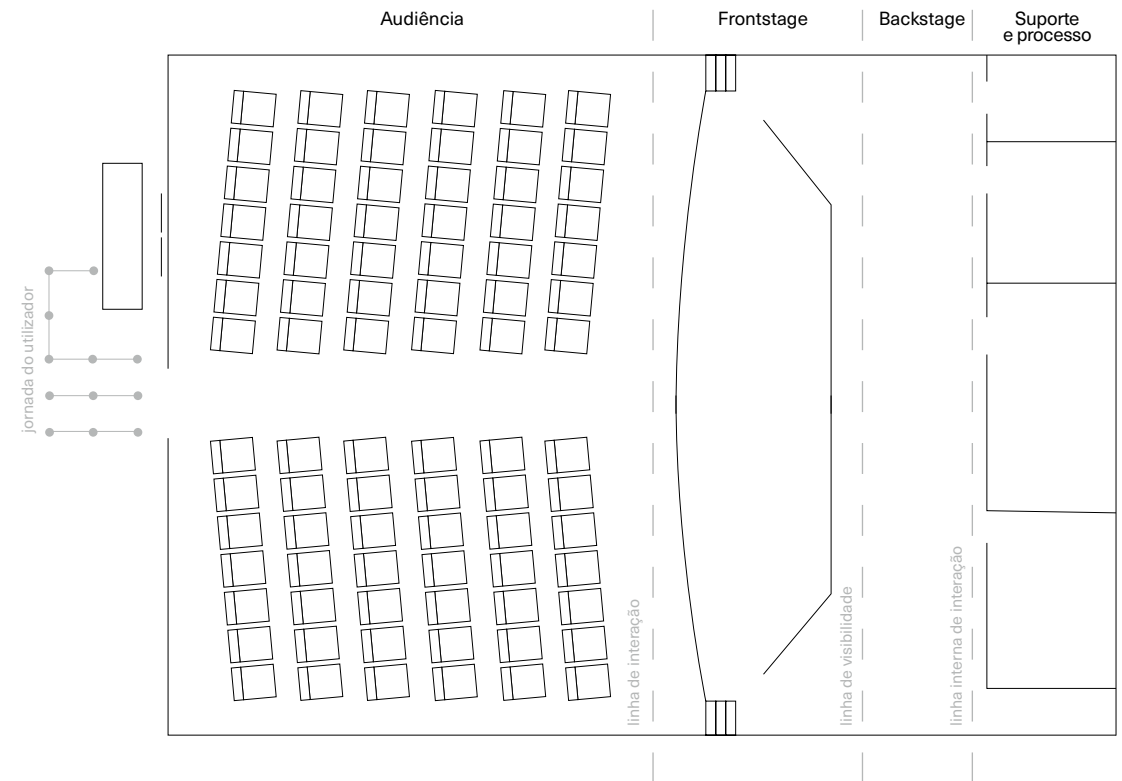 Audiência
Frontstage
Backstage
Suporte
e processo
jornada do utilizador
linha de interação
linha de visibilidade
linha interna de interação